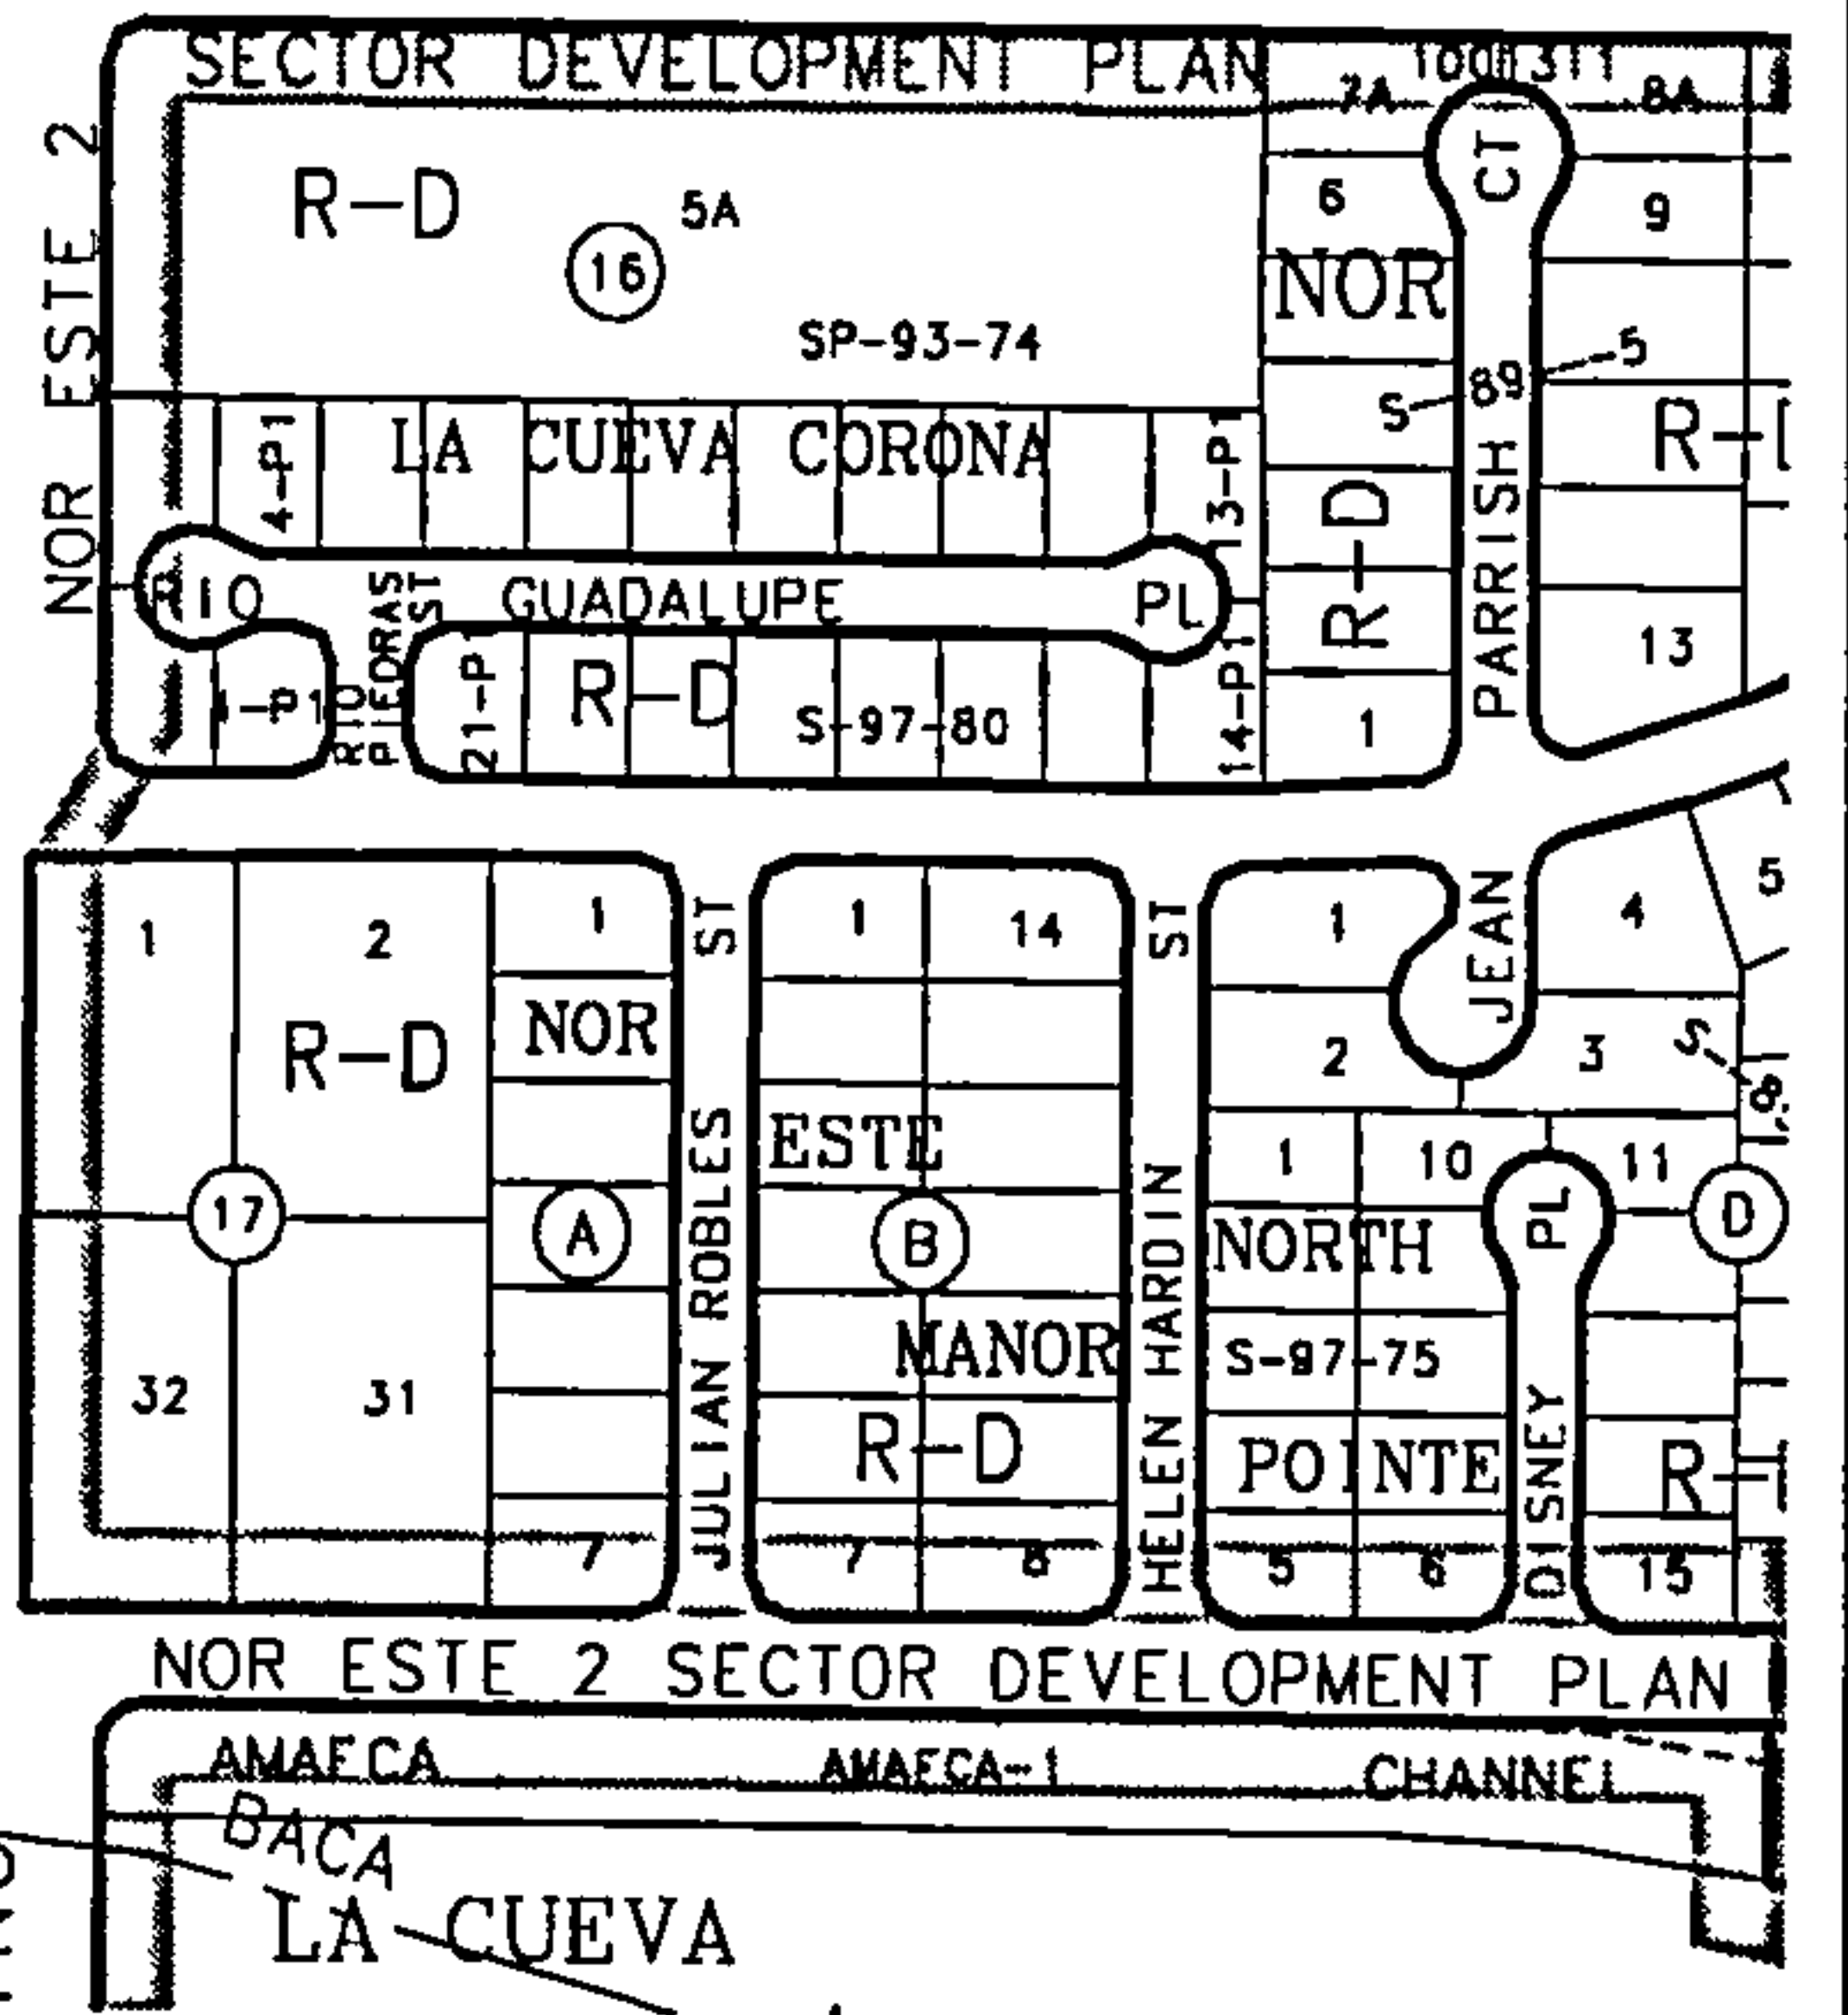 SECTOR DEVELOPMENT PLAN
7A
8A
NOR ESTE 2
R-D
5A
16
SP-93-74
6
CT
9
NOR
5
S
89
R-
4-P1
LA CUEVA CORONA
13-P1
R-D
PARRISH
RIO GUADALUPE PL
RIO
PIEDRAS
ST
13
1-P1
21-P1
R-D
S-97-80
14-P1
1
1
2
1
ST
1
14
ST
1
JEAN
4
5
R-D
NOR
2
3
S
JULIAN ROBLES
ESTE
HELEN HARDIN
1
10
11
17
A
B
NORTH
PL
D
32
31
MANOR
S-97-75
R-D
POINTE
DISNEY
R-
7
7
8
5
6
15
NOR ESTE 2 SECTOR DEVELOPMENT PLAN
AMAFCA
AMAFCA-1
CHANNEL
BACA
LA CUEVA